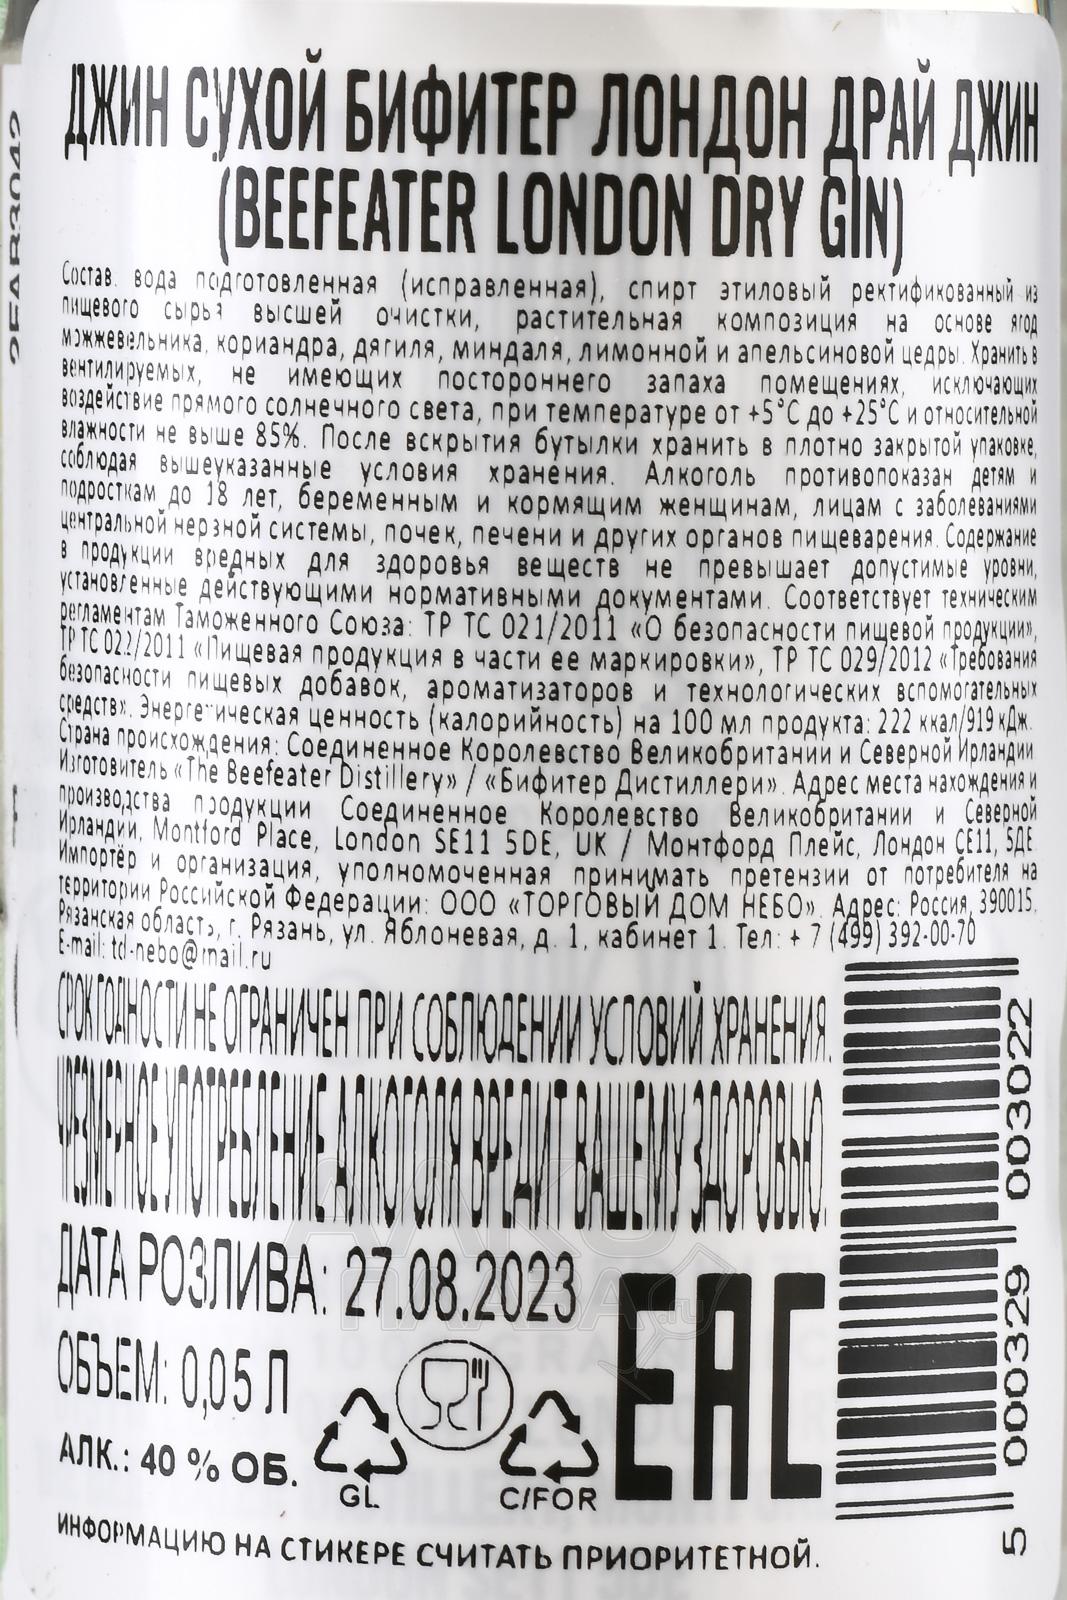 ДЖИН СУХОЙ БИФИТЕР ЛОНДОН ДРАЙ ДЖИН
(BEEFEATER LONDON DRY GIN)
Состав: вода подготовленная (исправленная), спирт этиловый ректификованный из
пищевого сырья высшей очистки, растительная композиция на основе ягод
можжевельника, кориандра, дягиля, миндаля, лимонной и апельсиновой цедры. Хранить в
вентилируемых, не имеющих постороннего запаха помещениях, исключающих
воздействие прямого солнечного света, при температуре от +5°С до +25°С и относительной
влажности не выше 85%. После вскрытия бутылки хранить в плотно закрытой упаковке,
соблюдая вышеуказанные условия хранения. Алкоголь противопоказан детям и
подросткам до 18 лет, беременным и кормящим женщинам, лицам с заболеваниями
центральной нервной системы, почек, печени и других органов пищеварения. Содержание
в продукции вредных для здоровья веществ не превышает допустимые уровни,
установленные действующими нормативными документами. Соответствует техническим
регламентам Таможенного Союза: ТР ТС 021/2011 «О безопасности пищевой продукции»,
ТР ТС 022/2011 «Пищевая продукция в части ее маркировки», ТР ТС 029/2012 «Требования
безопасности пищевых добавок, ароматизаторов и технологических вспомогательных
средств». Энергетическая ценность (калорийность) на 100 мл продукта: 222 ккал/919 кДж.
Страна происхождения: Соединенное Королевство Великобритании и Северной Ирландии
Изготовитель «The Beefeater Distillery» / «Бифитер Дистиллери». Адрес места нахождения и
производства продукции Соединенное Королевство Великобритании и Северной
Ирландии, Montford Place, London SE11 5DE, UK / Монтфорд Плейс, Лондон СЕ11, 5ДЕ
Импортёр и организация, уполномоченная принимать претензии от потребителя на
территории Российской Федерации: ООО «ТОРГОВЫЙ ДОМ НЕБО». Адрес: Россия, 390015,
Рязанская область, г. Рязань, ул. Яблоневая, д. 1, кабинет 1. Тел: + 7 (499) 392-00-70
E-mail: td-nebo@mail.ru
СРОК ГОДНОСТИ НЕ ОГРАНИЧЕН ПРИ СОБЛЮДЕНИИ УСЛОВИЙ ХРАНЕНИЯ.
ЧРЕЗМЕРНОЕ УПОТРЕБЛЕНИЕ АЛКОГОЛЯ ВРЕДИТ ВАШЕМУ ЗДОРОВЬЮ.
ДАТА РОЗЛИВА: 27.08.2023
ОБЪЕМ: 0,05 Л
АЛК.: 40 % ОБ.
GL
C/FOR
EAC
5 000329 003022
ИНФОРМАЦИЮ НА СТИКЕРЕ СЧИТАТЬ ПРИОРИТЕТНОЙ.